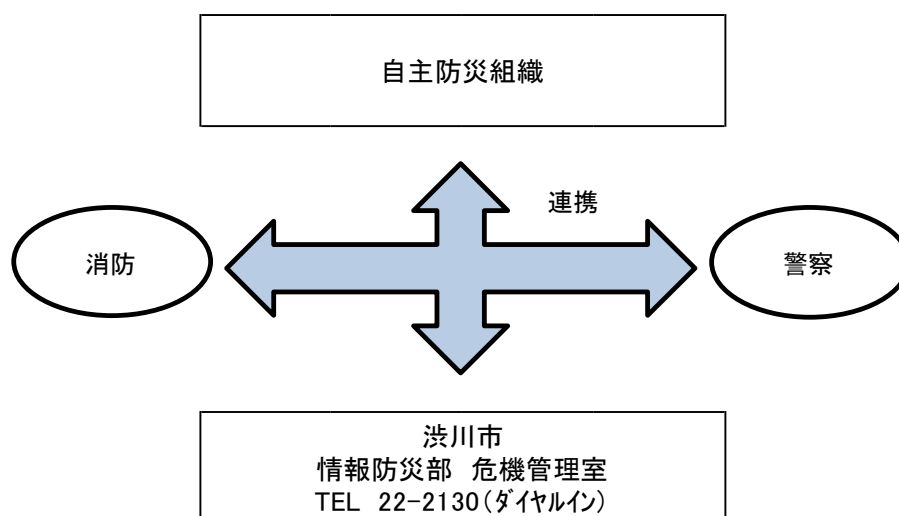 自主防災組織
連携
消防
警察
渋川市
情報防災部 危機管理室
TEL 22-2130(ダイヤルイン)